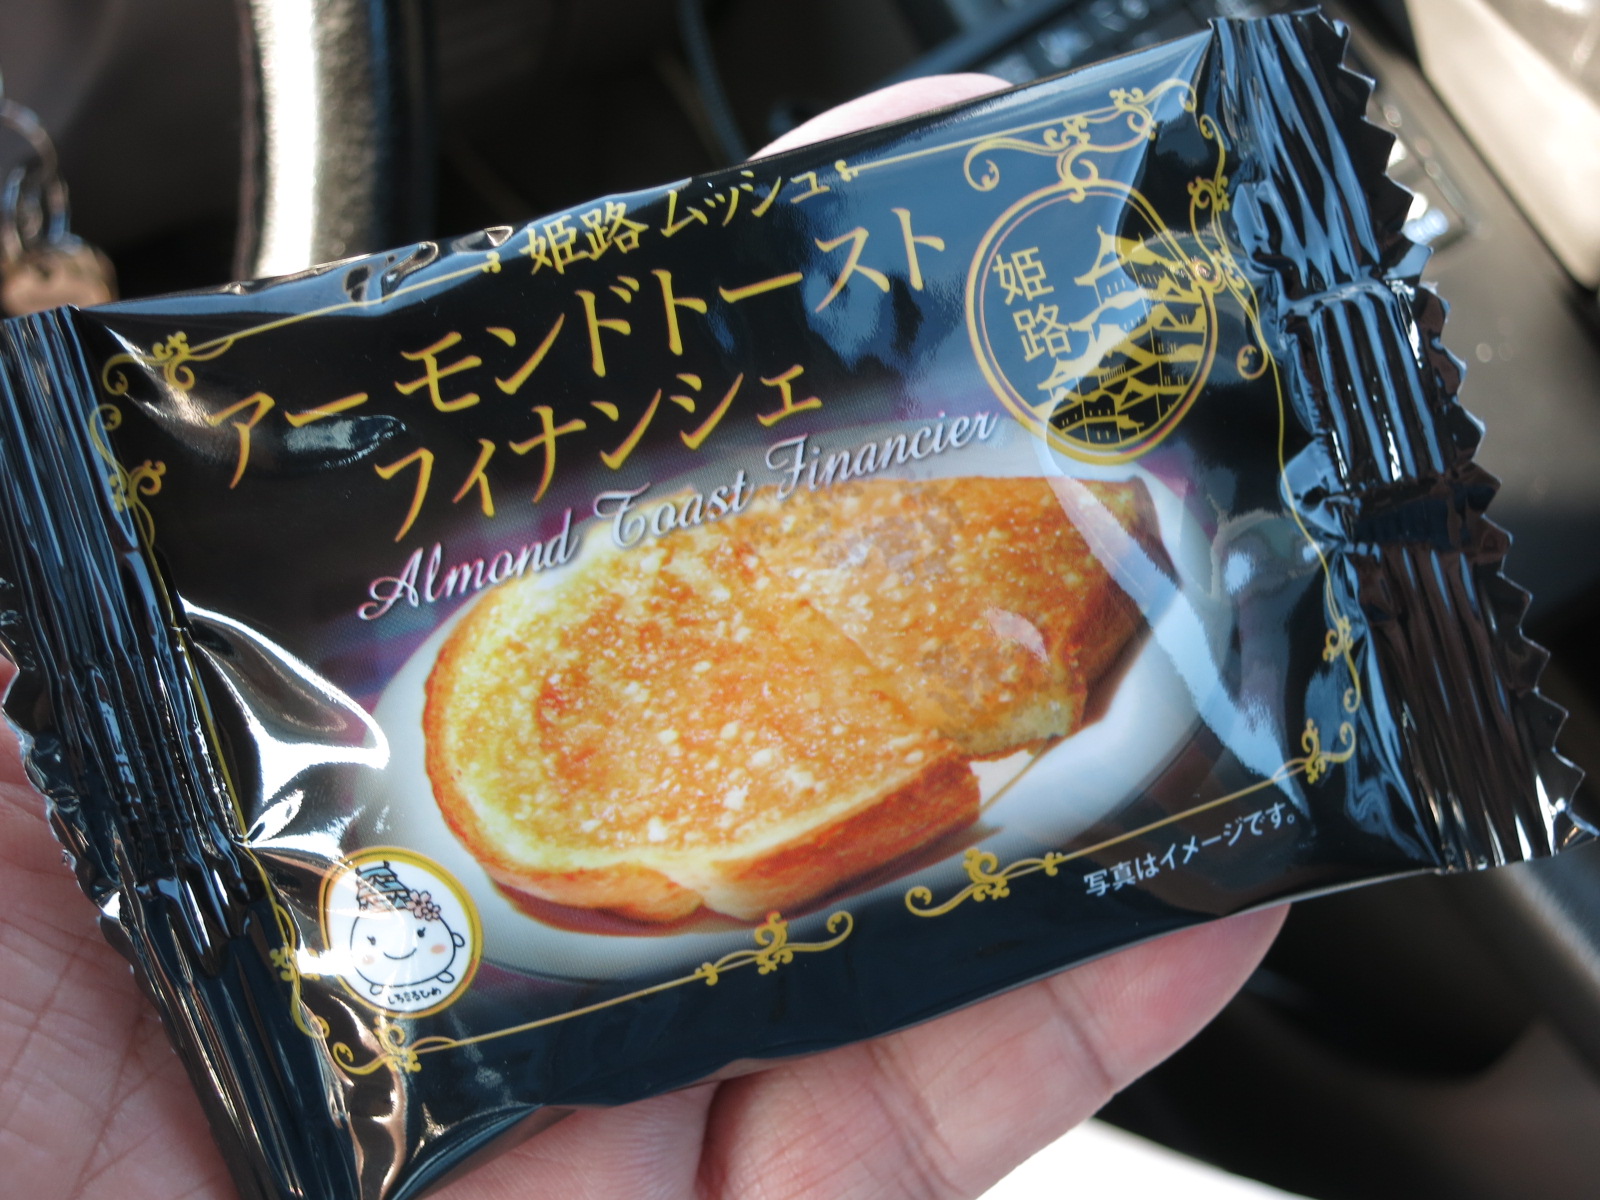 姫路 ムッシュ
アーモンドトースト
フィナンシェ
Almond Toast Financier
姫路
しろまるひめ
写真はイメージです。